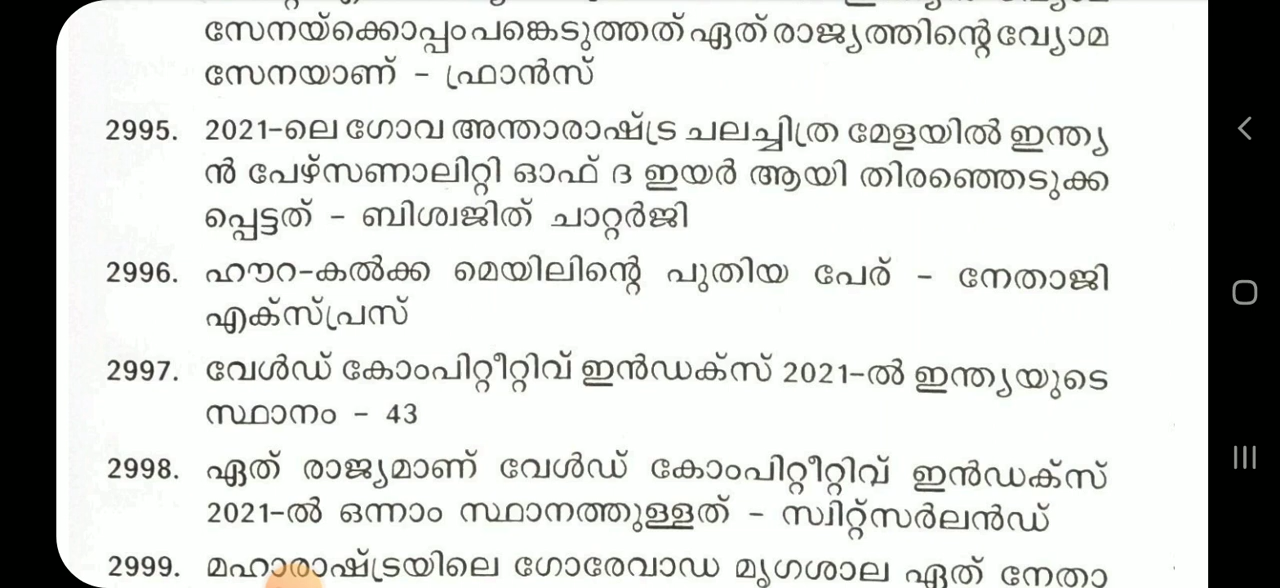 സേനയ്ക്കൊപ്പം പങ്കെടുത്തത് ഏത് രാജ്യത്തിന്റെ വ്യോമ
സേനയാണ് - ഫ്രാൻസ്
2995. 2021-ലെ ഗോവ അന്താരാഷ്ട്ര ചലച്ചിത്ര മേളയിൽ ഇന്ത്യ
ൻ പേഴ്സണാലിറ്റി ഓഫ് ദ ഇയർ ആയി തിരഞ്ഞെടുക്ക
പ്പെട്ടത് - ബിശ്വജിത് ചാറ്റർജി
2996. ഹൗറ-കൽക്ക മെയിലിന്റെ പുതിയ പേര് - നേതാജി
എക്സ്പ്രസ്
2997. വേൾഡ് കോംപിറ്റീറ്റിവ് ഇൻഡക്സ് 2021-ൽ ഇന്ത്യയുടെ
സ്ഥാനം - 43
2998. ഏത് രാജ്യമാണ് വേൾഡ് കോംപിറ്റീറ്റിവ് ഇൻഡക്സ്
2021-ൽ ഒന്നാം സ്ഥാനത്തുള്ളത് - സ്വിറ്റ്സർലൻഡ്
2999. മഹാരാഷ്ട്രയിലെ ഗോരേവാഡ മൃഗശാല ഏത് നേതാ